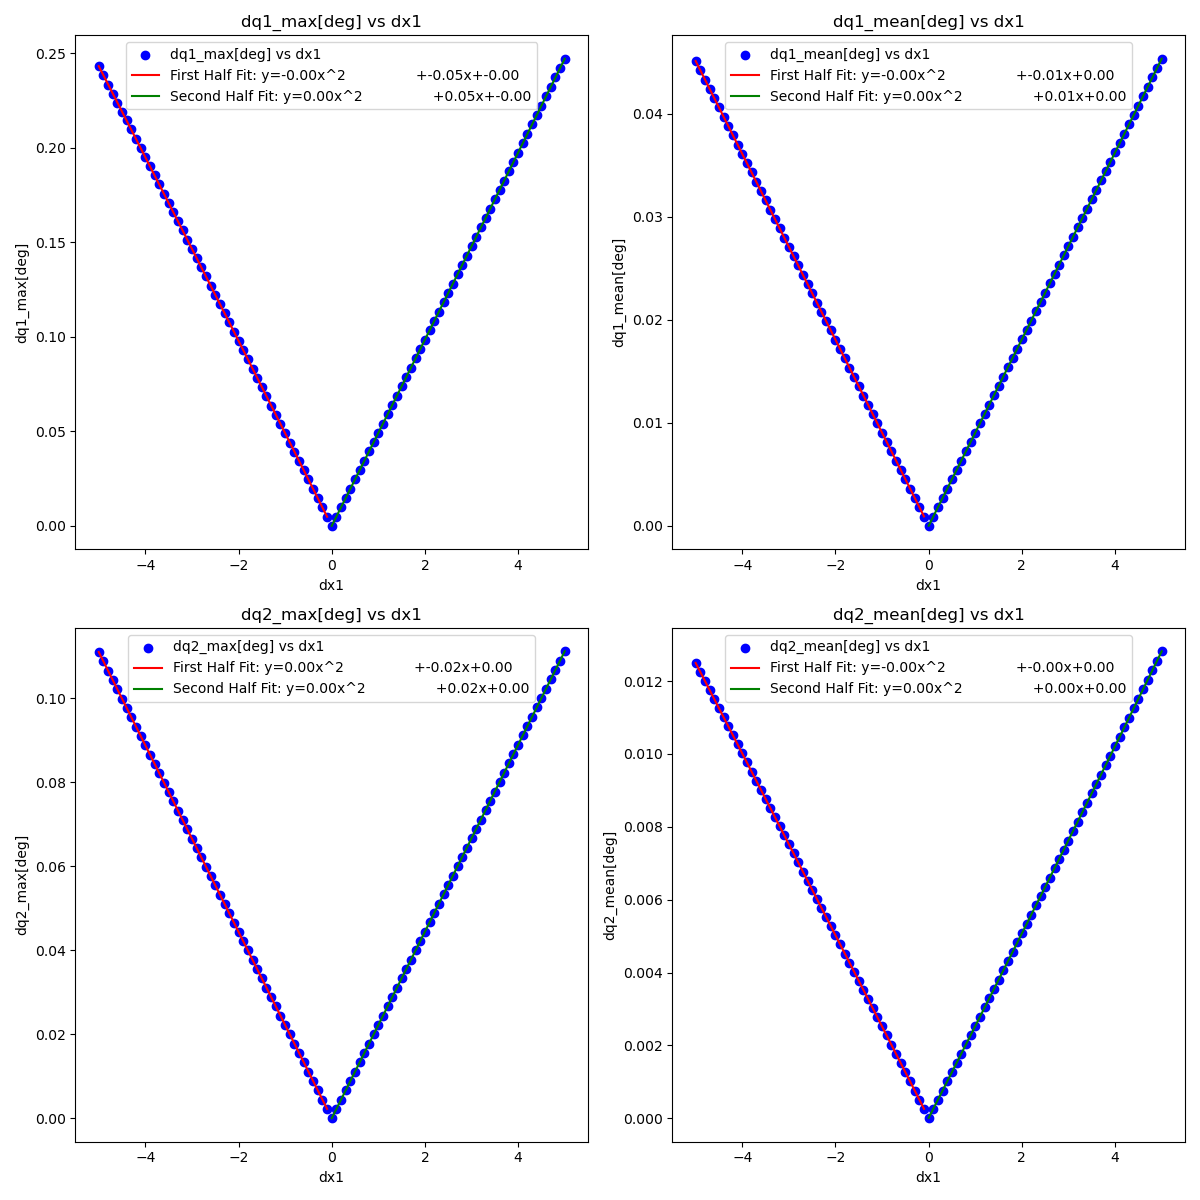 dq1_max[deg] vs dx1
dq1_max[deg] vs dx1
First Half Fit: y=-0.00x^2 +-0.05x+-0.00
Second Half Fit: y=0.00x^2 +0.05x+-0.00
0.25
0.20
0.15
0.10
0.05
0.00
dq1_max[deg]
−4 −2 0 2 4
dx1
dq1_mean[deg] vs dx1
dq1_mean[deg] vs dx1
First Half Fit: y=-0.00x^2 +-0.01x+0.00
Second Half Fit: y=0.00x^2 +0.01x+0.00
0.04
0.03
0.02
0.01
0.00
dq1_mean[deg]
−4 −2 0 2 4
dx1
dq2_max[deg] vs dx1
dq2_max[deg] vs dx1
First Half Fit: y=0.00x^2 +-0.02x+0.00
Second Half Fit: y=0.00x^2 +0.02x+0.00
0.10
0.08
0.06
0.04
0.02
0.00
dq2_max[deg]
−4 −2 0 2 4
dx1
dq2_mean[deg] vs dx1
dq2_mean[deg] vs dx1
First Half Fit: y=-0.00x^2 +-0.00x+0.00
Second Half Fit: y=0.00x^2 +0.00x+0.00
0.012
0.010
0.008
0.006
0.004
0.002
0.000
dq2_mean[deg]
−4 −2 0 2 4
dx1